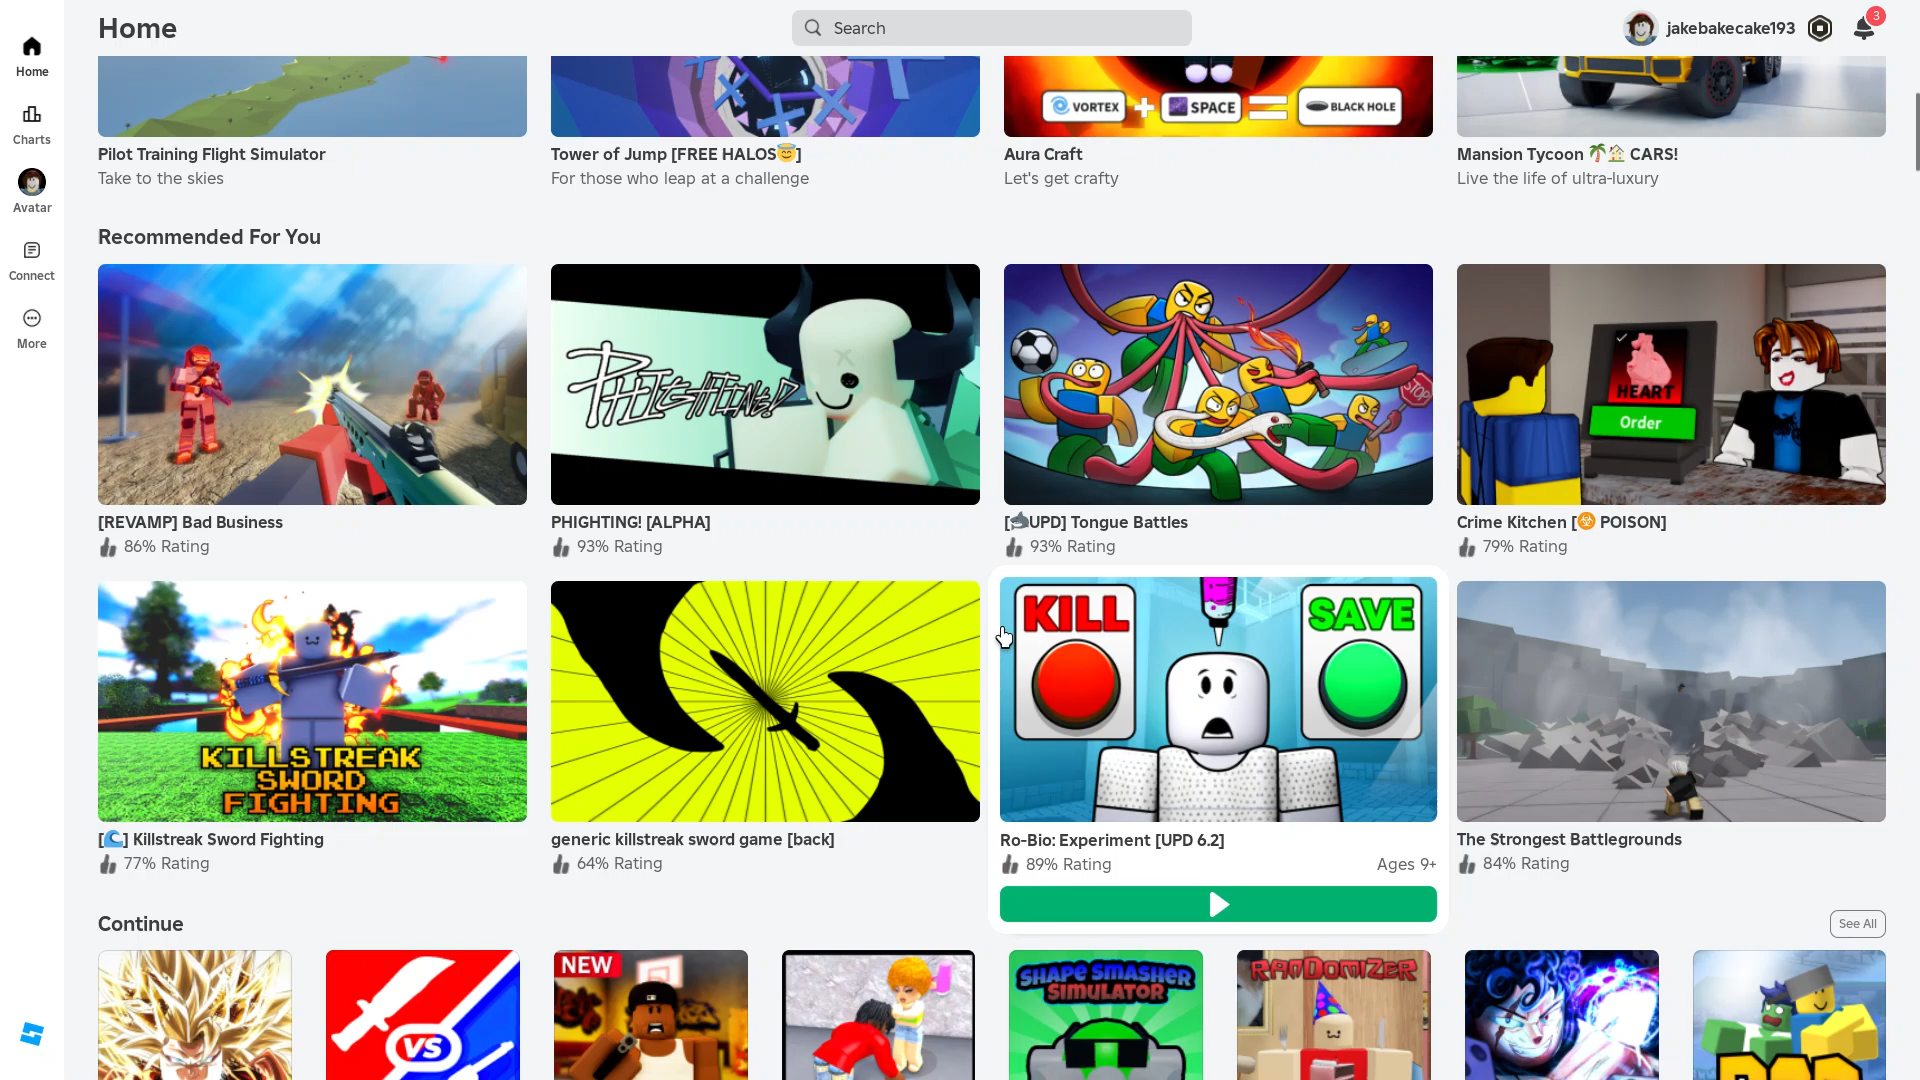 Home
Search
jakebakecake193
3
Home
Charts
Avatar
Connect
More
VORTEX + SPACE = BLACK HOLE
Pilot Training Flight Simulator
Take to the skies
Tower of Jump [FREE HALOS😇]
For those who leap at a challenge
Aura Craft
Let's get crafty
Mansion Tycoon 🌴🏠 CARS!
Live the life of ultra-luxury
Recommended For You
PHIGHTING!
STOP
HEART
Order
[REVAMP] Bad Business
86% Rating
PHIGHTING! [ALPHA]
93% Rating
[🦈UPD] Tongue Battles
93% Rating
Crime Kitchen [☣️ POISON]
79% Rating
KILLSTREAK
SWORD
FIGHTING
KILL
SAVE
[🌊] Killstreak Sword Fighting
77% Rating
generic killstreak sword game [back]
64% Rating
Ro-Bio: Experiment [UPD 6.2]
89% Rating
Ages 9+
The Strongest Battlegrounds
84% Rating
Continue
See All
NEW
VS
SHAPE SMASHER
SIMULATOR
RANDOMIZER